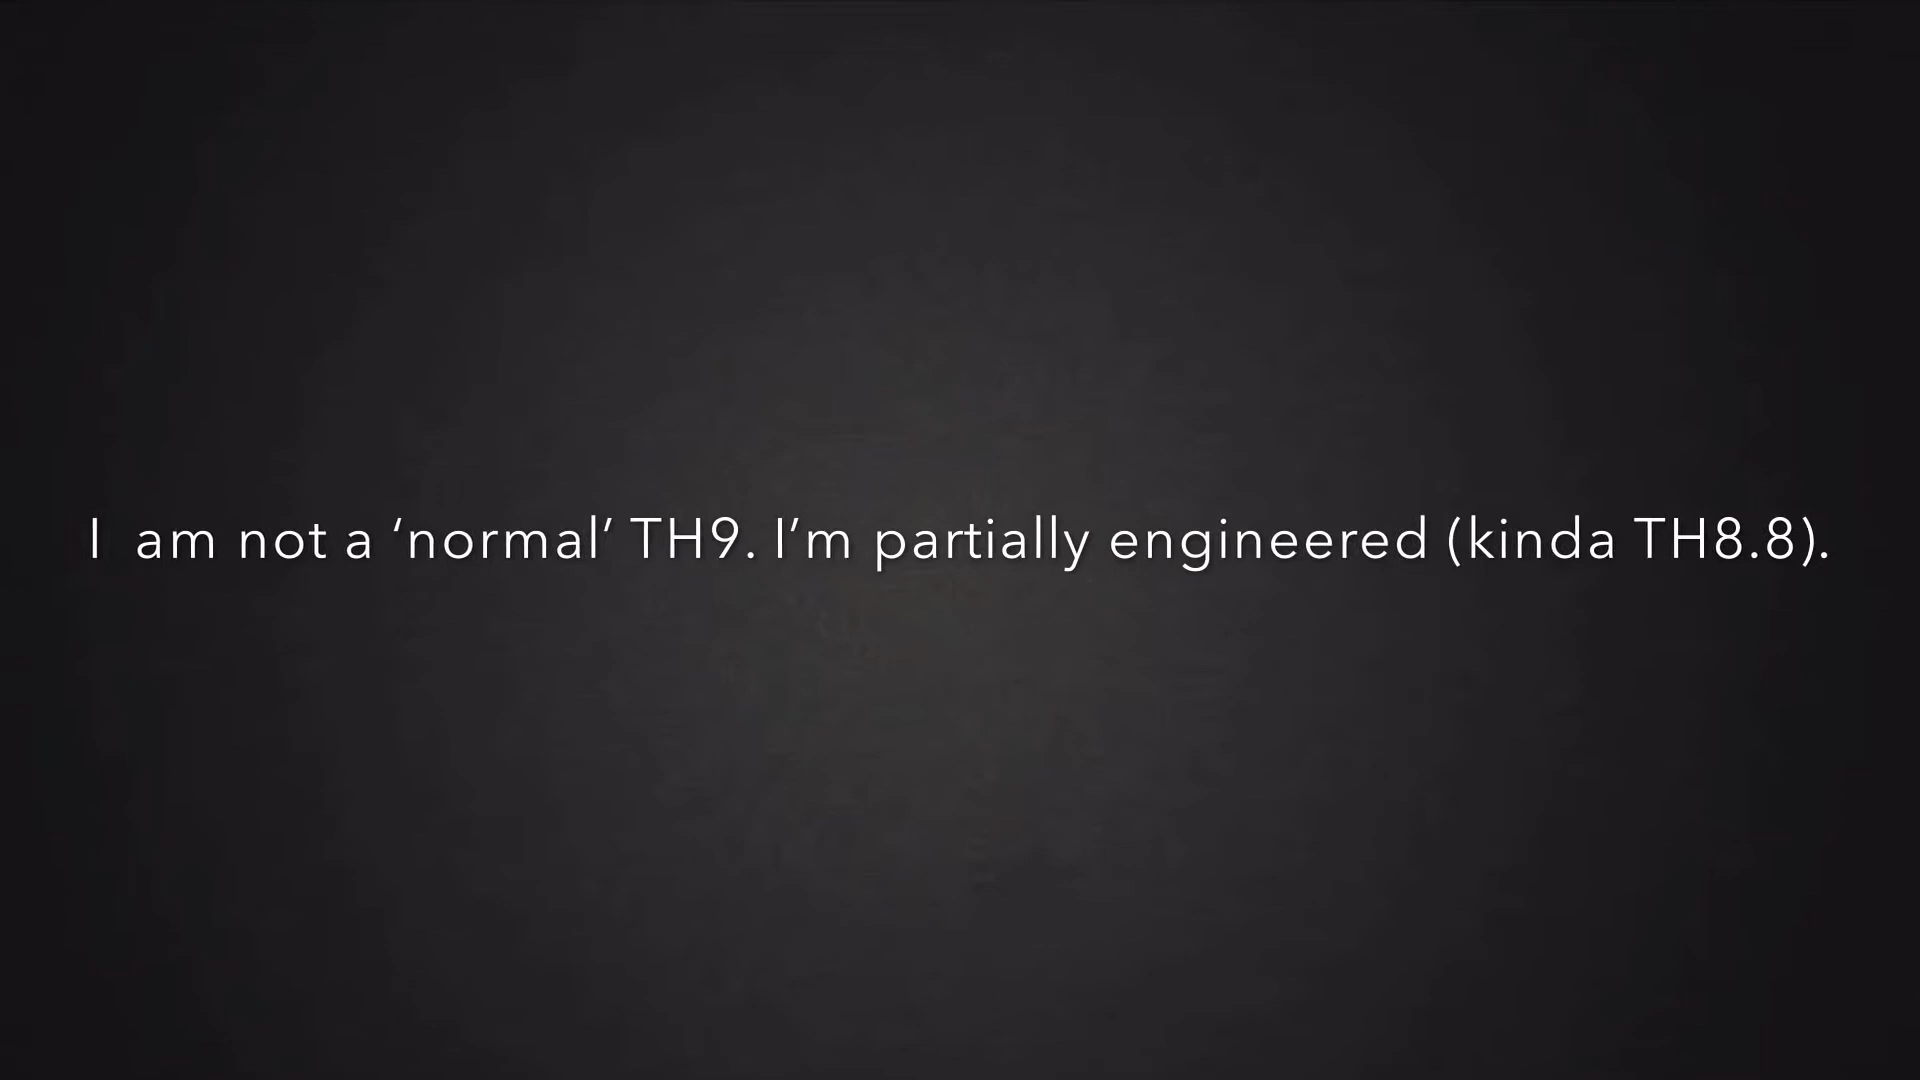 I am not a ‘normal’ TH9. I’m partially engineered (kinda TH8.8).